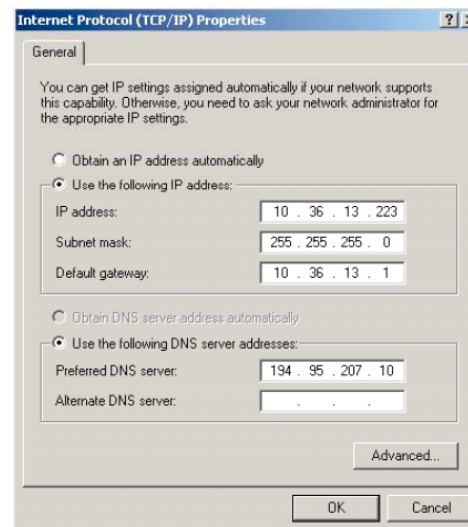 Internet Protocol (TCP/IP) Properties
General
You can get IP settings assigned automatically if your network supports
this capability. Otherwise, you need to ask your network administrator for
the appropriate IP settings.
Obtain an IP address automatically
Use the following IP address:
IP address: 10 . 36 . 13 . 223
Subnet mask: 255 . 255 . 255 . 0
Default gateway: 10 . 36 . 13 . 1
Obtain DNS server address automatically
Use the following DNS server addresses:
Preferred DNS server: 194 . 95 . 207 . 10
Alternate DNS server: . . .
Advanced...
OK Cancel